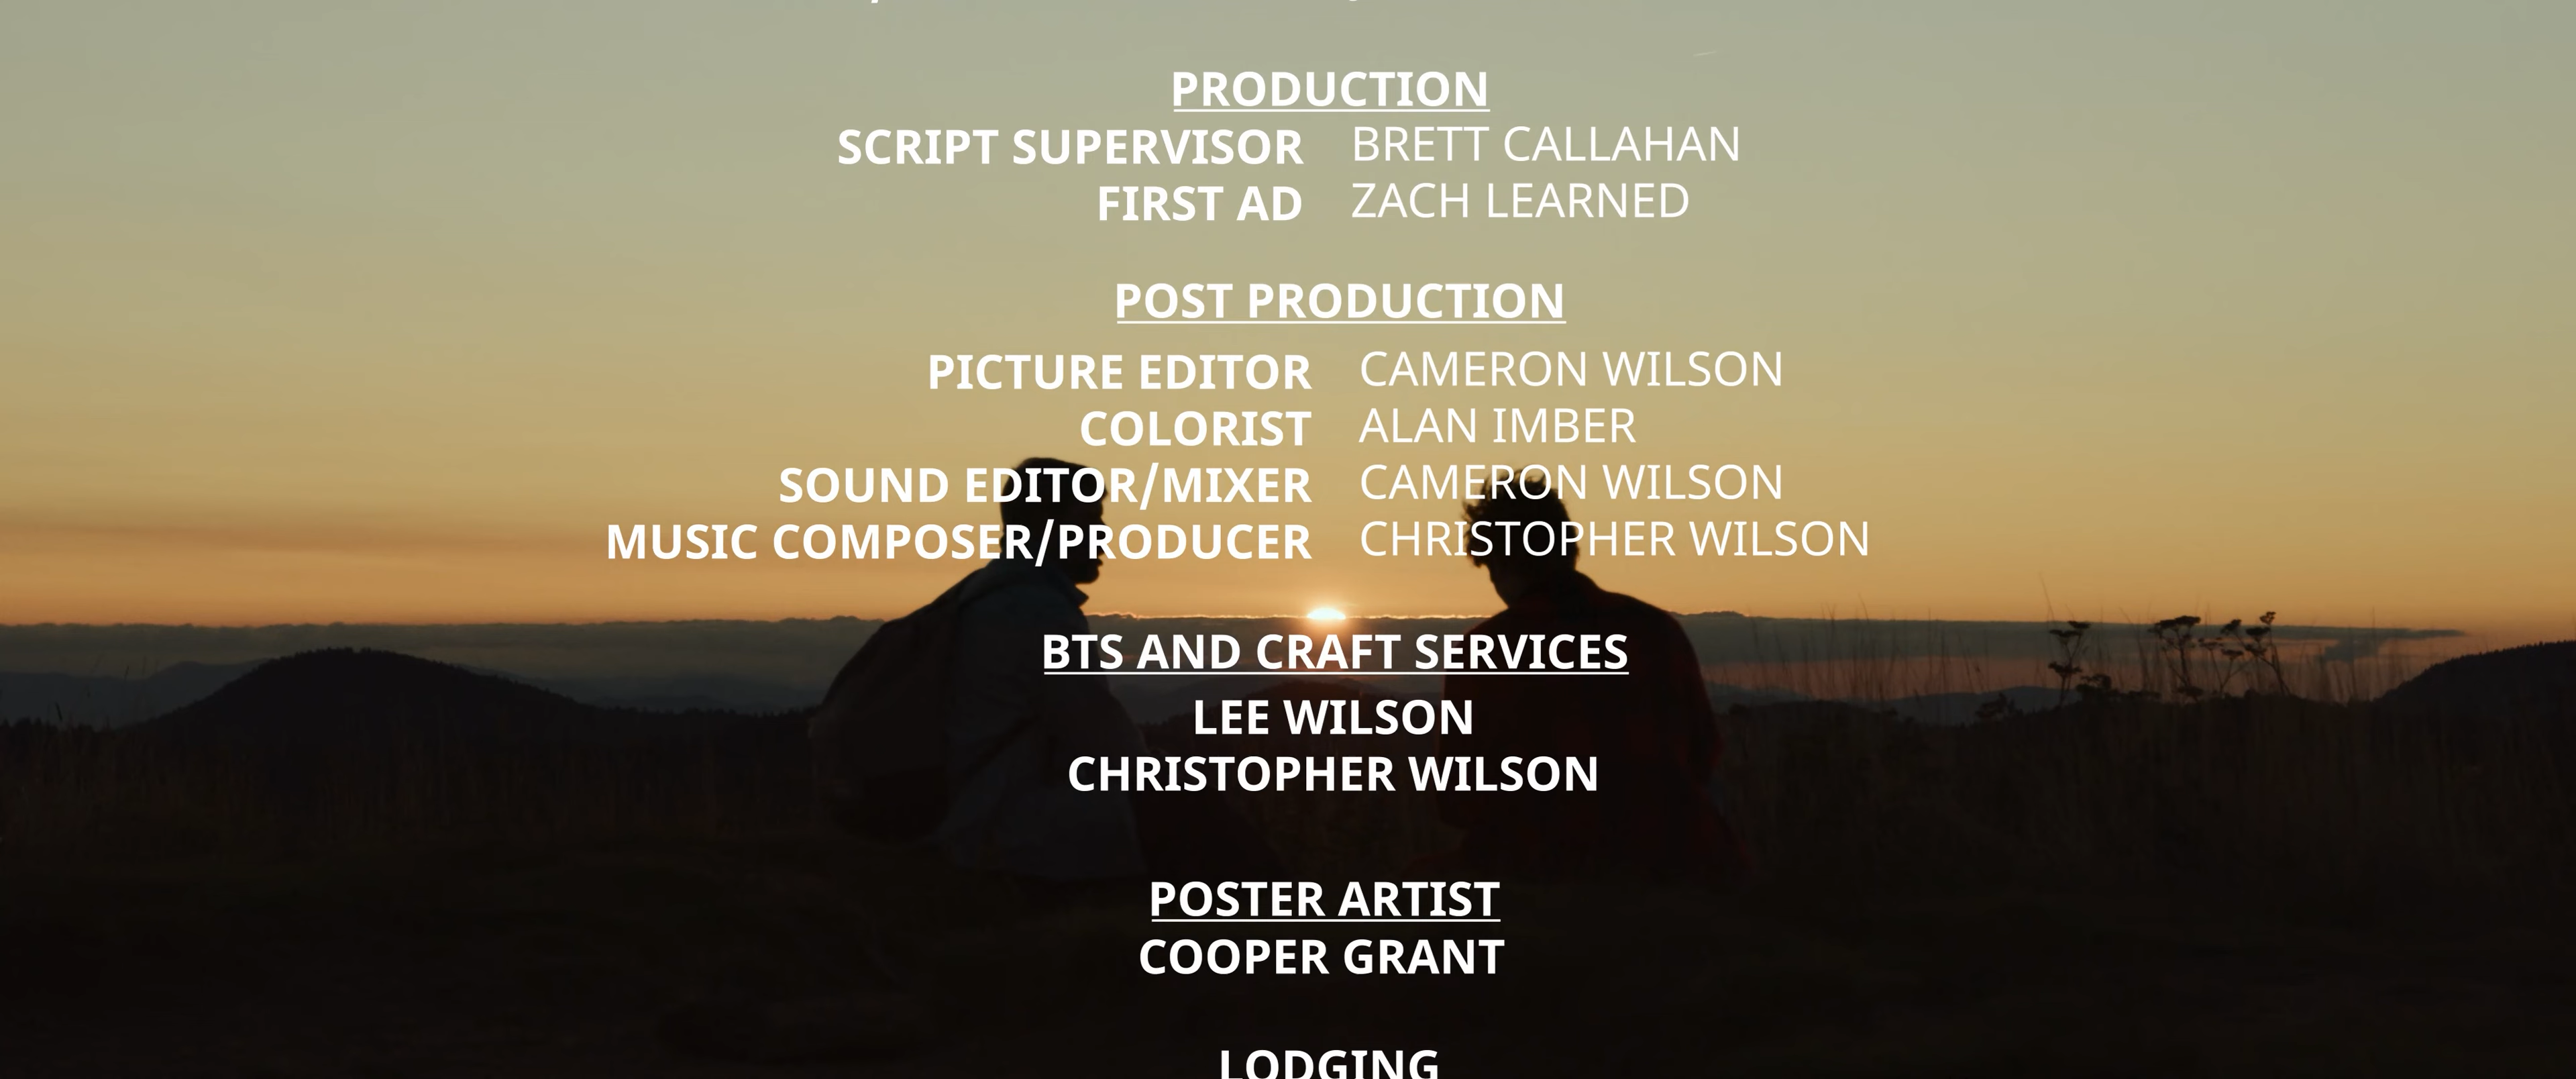 PRODUCTION
SCRIPT SUPERVISOR BRETT CALLAHAN
FIRST AD ZACH LEARNED
POST PRODUCTION
PICTURE EDITOR CAMERON WILSON
COLORIST ALAN IMBER
SOUND EDITOR/MIXER CAMERON WILSON
MUSIC COMPOSER/PRODUCER CHRISTOPHER WILSON
BTS AND CRAFT SERVICES
LEE WILSON
CHRISTOPHER WILSON
POSTER ARTIST
COOPER GRANT
LODGING